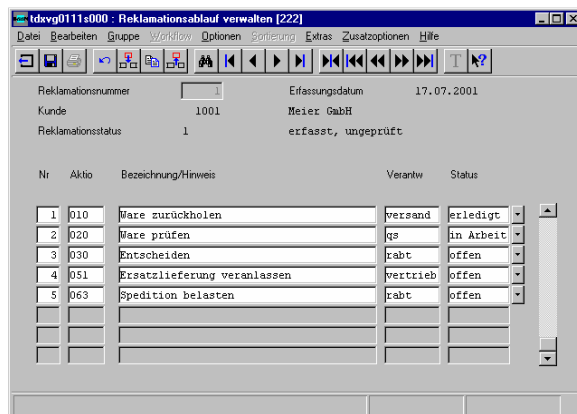 tdxvg0111s000 : Reklamationsablauf verwalten [222]
Datei Bearbeiten Gruppe Workflow Optionen Sortierung Extras Zusatzoptionen Hilfe
T ?
Reklamationsnummer 1 Erfassungsdatum 17.07.2001
Kunde 1001 Meier GmbH
Reklamationsstatus 1 erfasst, ungeprüft
Nr Aktio Bezeichnung/Hinweis Verantw Status
1 010 Ware zurückholen versand erledigt
2 020 Ware prüfen qs in Arbeit
3 030 Entscheiden rabt offen
4 051 Ersatzlieferung veranlassen vertrieb offen
5 063 Spedition belasten rabt offen